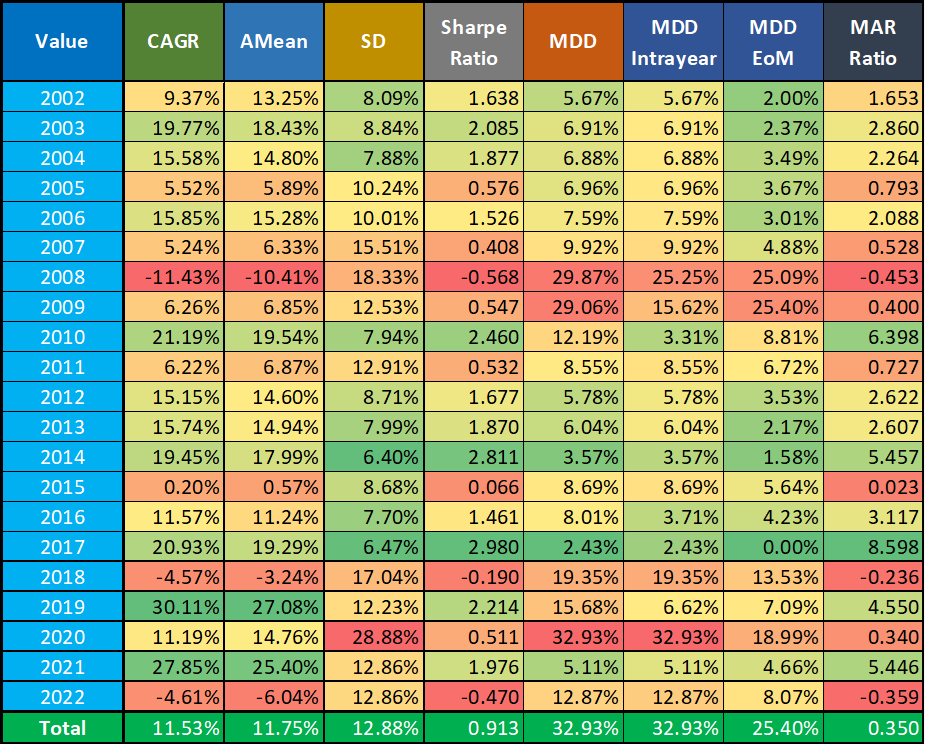 Value CAGR AMean SD Sharpe Ratio MDD MDD Intrayear MDD EoM MAR Ratio
2002 9.37% 13.25% 8.09% 1.638 5.67% 5.67% 2.00% 1.653
2003 19.77% 18.43% 8.84% 2.085 6.91% 6.91% 2.37% 2.860
2004 15.58% 14.80% 7.88% 1.877 6.88% 6.88% 3.49% 2.264
2005 5.52% 5.89% 10.24% 0.576 6.96% 6.96% 3.67% 0.793
2006 15.85% 15.28% 10.01% 1.526 7.59% 7.59% 3.01% 2.088
2007 5.24% 6.33% 15.51% 0.408 9.92% 9.92% 4.88% 0.528
2008 -11.43% -10.41% 18.33% -0.568 29.87% 25.25% 25.09% -0.453
2009 6.26% 6.85% 12.53% 0.547 29.06% 15.62% 25.40% 0.400
2010 21.19% 19.54% 7.94% 2.460 12.19% 3.31% 8.81% 6.398
2011 6.22% 6.87% 12.91% 0.532 8.55% 8.55% 6.72% 0.727
2012 15.15% 14.60% 8.71% 1.677 5.78% 5.78% 3.53% 2.622
2013 15.74% 14.94% 7.99% 1.870 6.04% 6.04% 2.17% 2.607
2014 19.45% 17.99% 6.40% 2.811 3.57% 3.57% 1.58% 5.457
2015 0.20% 0.57% 8.68% 0.066 8.69% 8.69% 5.64% 0.023
2016 11.57% 11.24% 7.70% 1.461 8.01% 3.71% 4.23% 3.117
2017 20.93% 19.29% 6.47% 2.980 2.43% 2.43% 0.00% 8.598
2018 -4.57% -3.24% 17.04% -0.190 19.35% 19.35% 13.53% -0.236
2019 30.11% 27.08% 12.23% 2.214 15.68% 6.62% 7.09% 4.550
2020 11.19% 14.76% 28.88% 0.511 32.93% 32.93% 18.99% 0.340
2021 27.85% 25.40% 12.86% 1.976 5.11% 5.11% 4.66% 5.446
2022 -4.61% -6.04% 12.86% -0.470 12.87% 12.87% 8.07% -0.359
Total 11.53% 11.75% 12.88% 0.913 32.93% 32.93% 25.40% 0.350